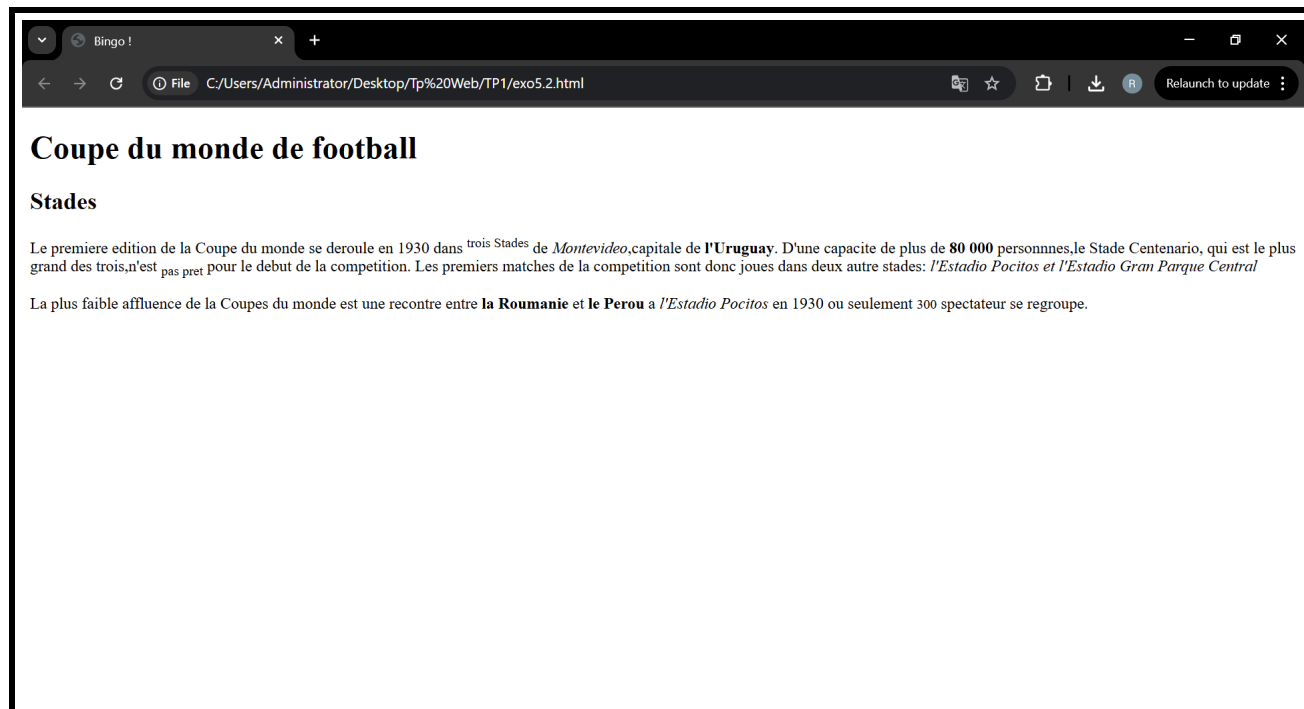 Bingo !
File C:/Users/Administrator/Desktop/Tp%20Web/TP1/exo5.2.html R Relaunch to update
Coupe du monde de football
Stades
Le premiere edition de la Coupe du monde se deroule en 1930 dans trois Stades de Montevideo,capitale de l'Uruguay. D'une capacite de plus de 80 000 personnnes,le Stade Centenario, qui est le plus
grand des trois,n'est pas pret pour le debut de la competition. Les premiers matches de la competition sont donc joues dans deux autre stades: l'Estadio Pocitos et l'Estadio Gran Parque Central
La plus faible affluence de la Coupes du monde est une recontre entre la Roumanie et le Perou a l'Estadio Pocitos en 1930 ou seulement 300 spectateur se regroupe.